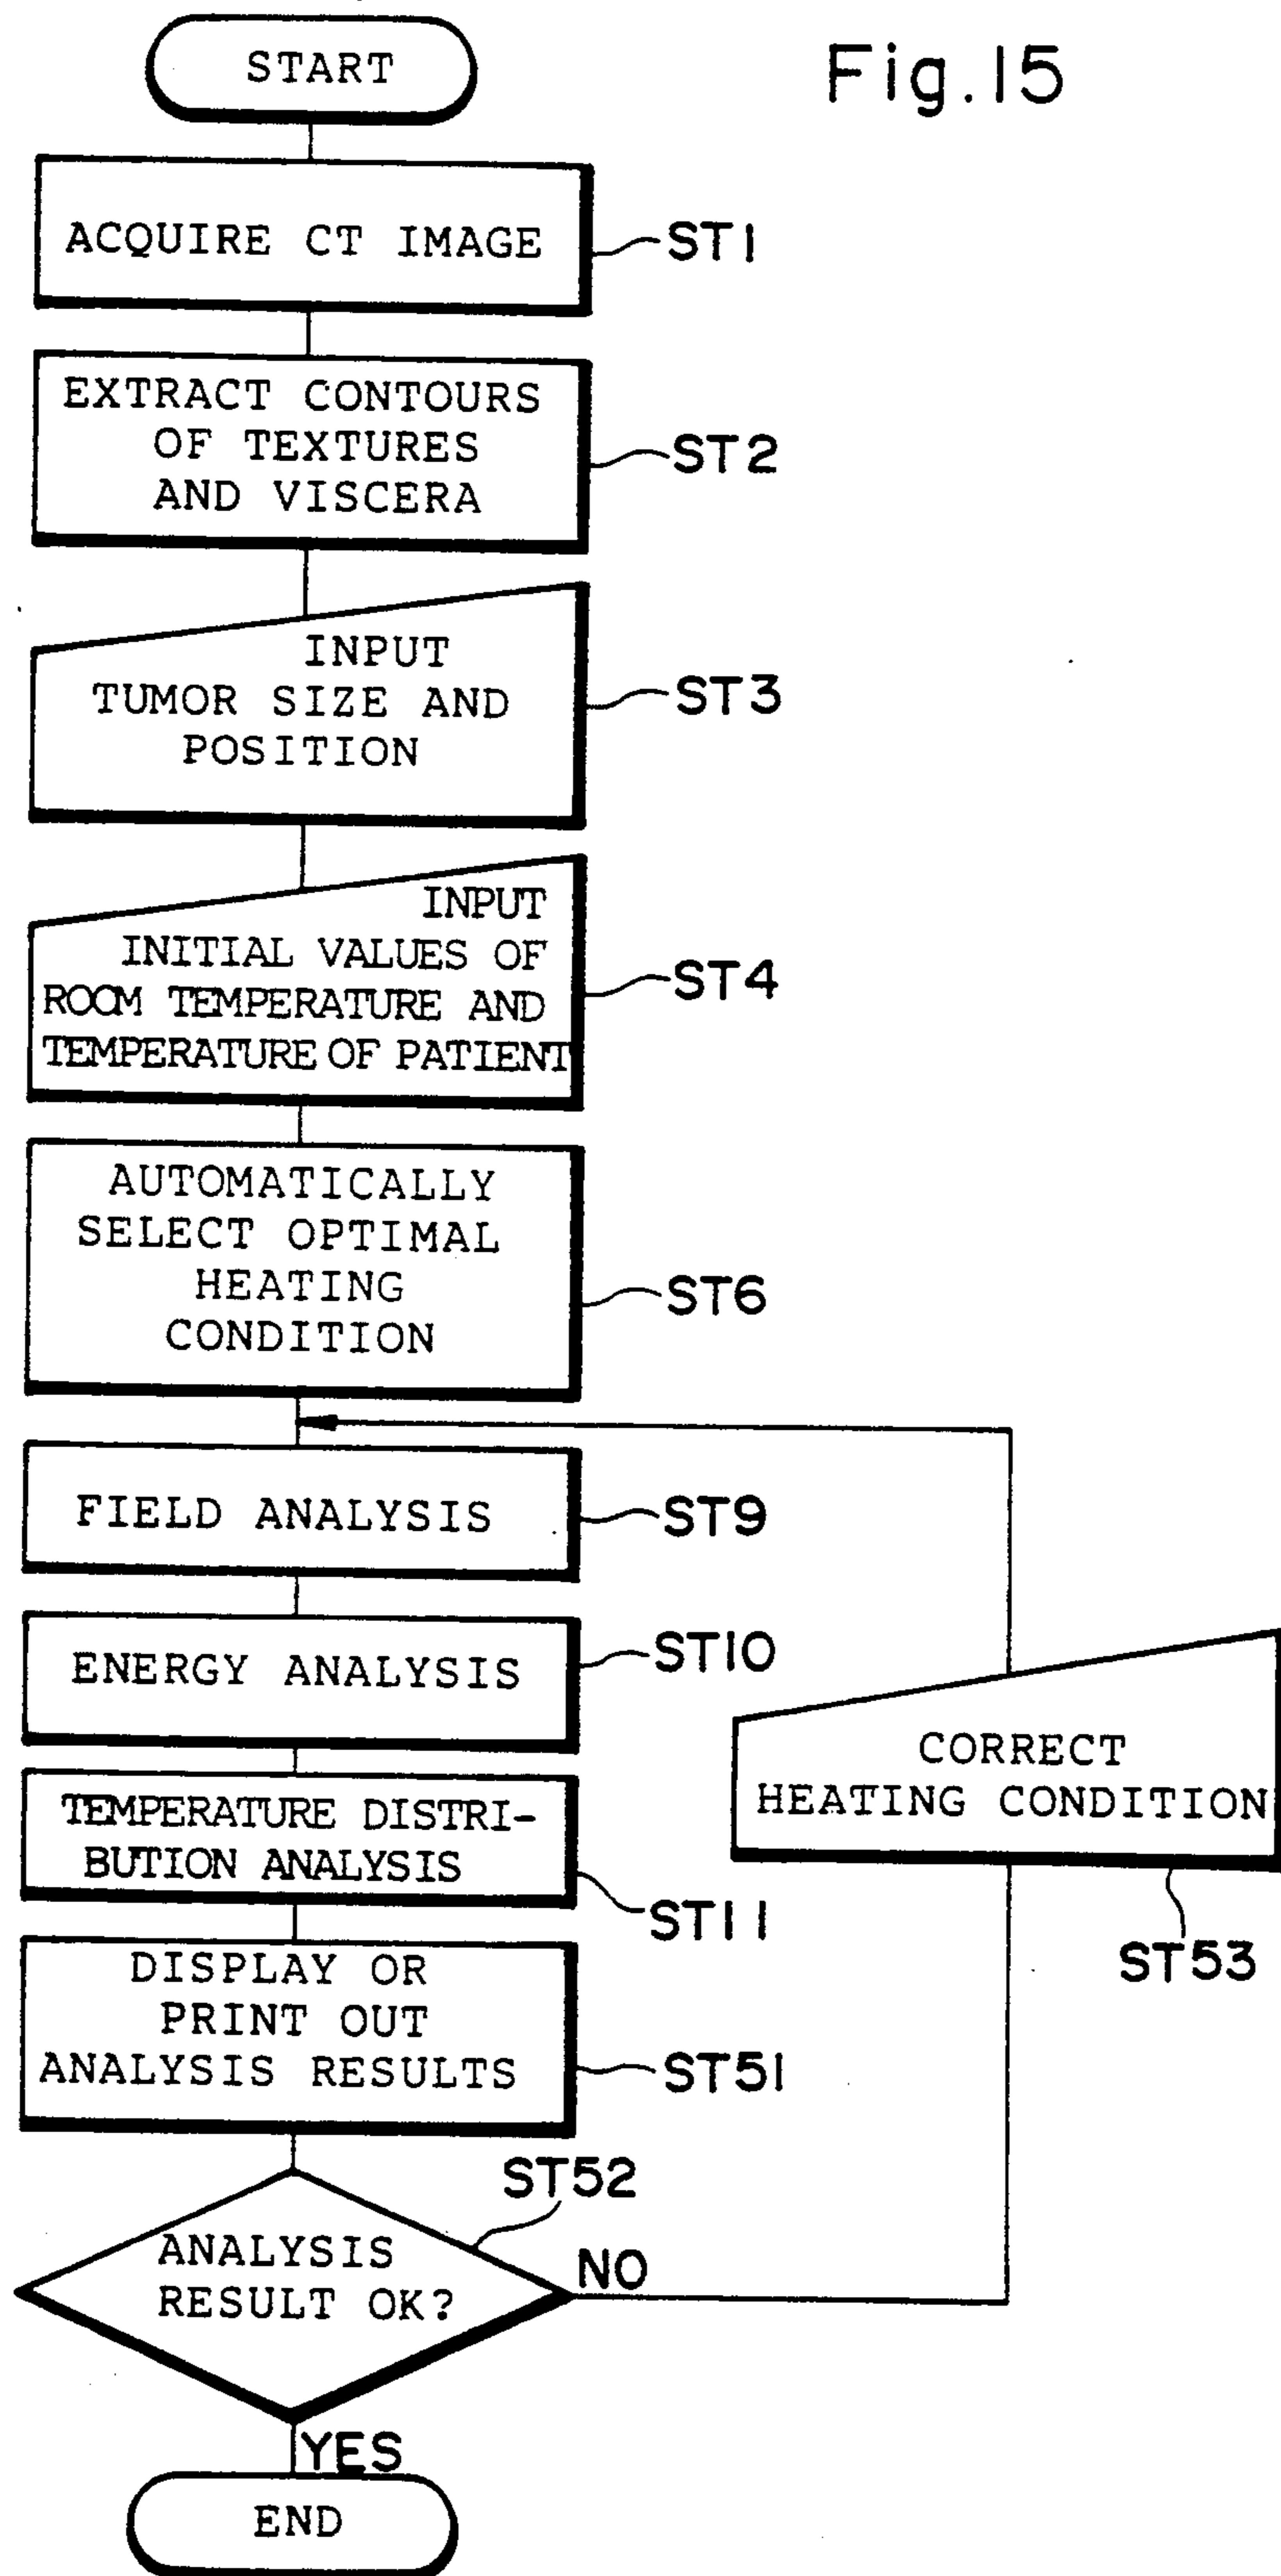 Fig.15
START
ACQUIRE CT IMAGE
ST1
EXTRACT CONTOURS
OF TEXTURES
AND VISCERA
ST2
INPUT
TUMOR SIZE AND
POSITION
ST3
INPUT
INITIAL VALUES OF
ROOM TEMPERATURE AND
TEMPERATURE OF PATIENT
ST4
AUTOMATICALLY
SELECT OPTIMAL
HEATING
CONDITION
ST6
FIELD ANALYSIS
ST9
ENERGY ANALYSIS
ST10
TEMPERATURE DISTRI-
BUTION ANALYSIS
ST11
DISPLAY OR
PRINT OUT
ANALYSIS RESULTS
ST51
ANALYSIS
RESULT OK?
ST52
NO
CORRECT
HEATING CONDITION
ST53
YES
END